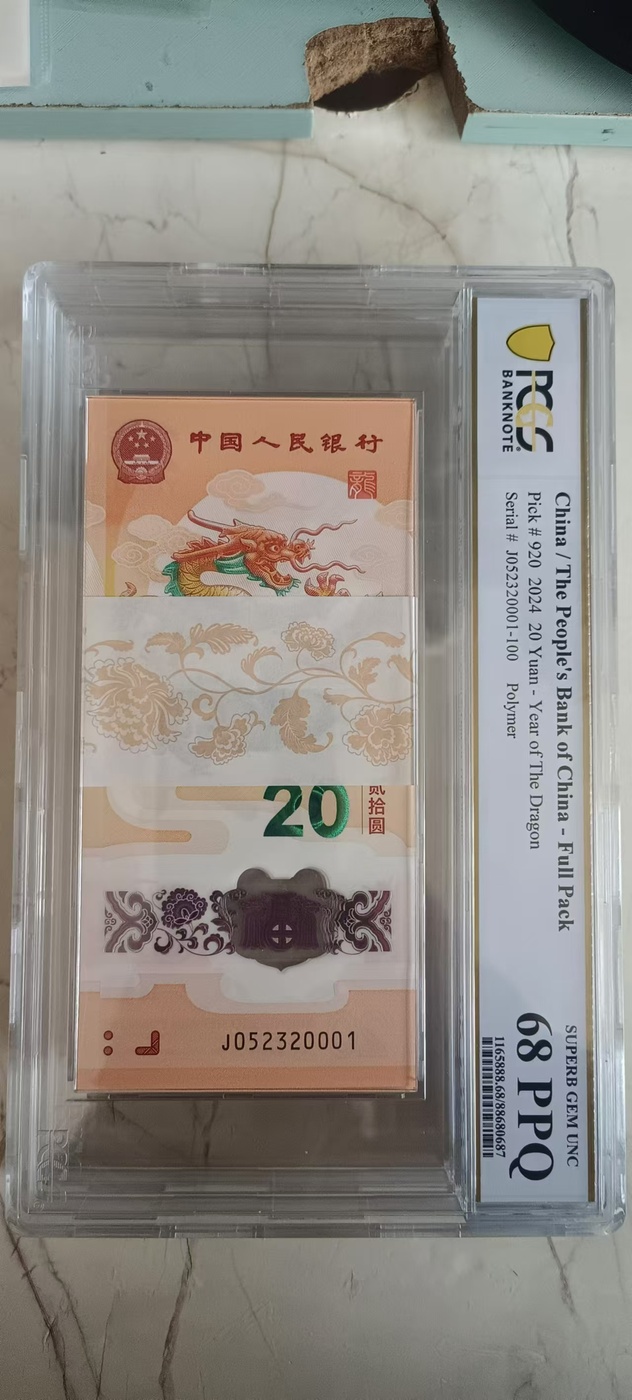 中国人民银行
龍
20
贰拾圆
J052320001
PCGS
BANKNOTE
China / The People's Bank of China - Full Pack
Pick # 920 2024 20 Yuan - Year of The Dragon
Serial # J052320001-100 Polymer
SUPERB GEM UNC
68 PPQ
1165888.68/88680687